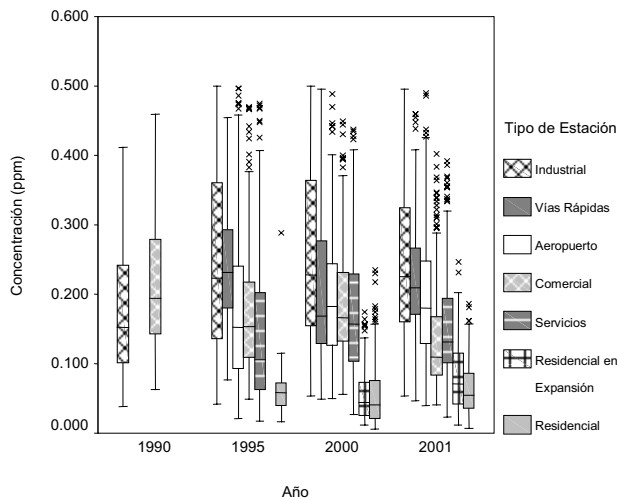 0.600
0.500
0.400
0.300
0.200
0.100
0.000
Concentración (ppm)
1990
1995
2000
2001
Año
Tipo de Estación
Industrial
Vías Rápidas
Aeropuerto
Comercial
Servicios
Residencial en
Expansión
Residencial